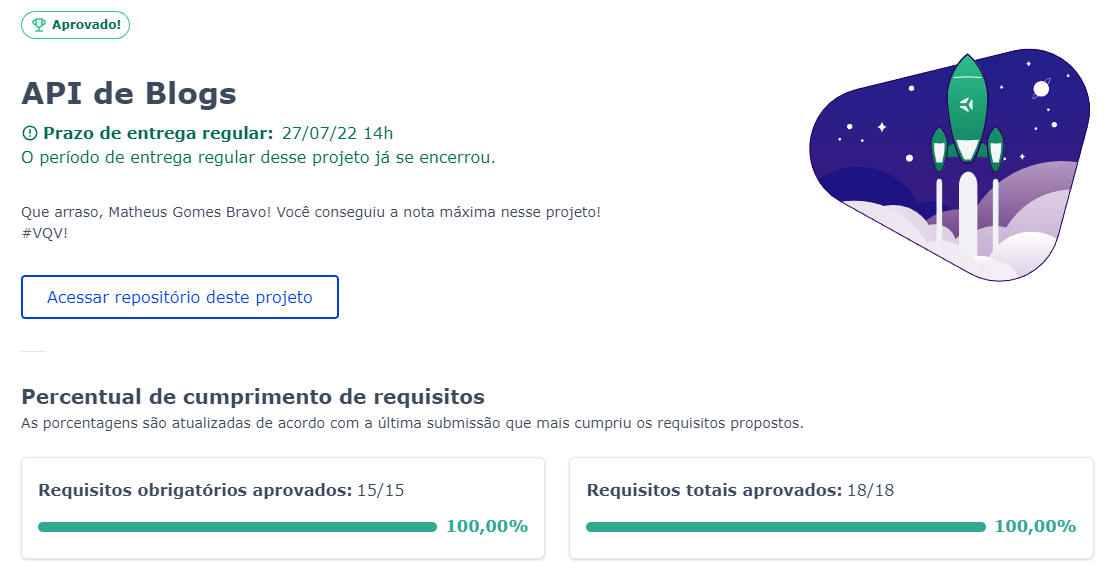 Aprovado!
API de Blogs
Prazo de entrega regular: 27/07/22 14h
O período de entrega regular desse projeto já se encerrou.
Que arraso, Matheus Gomes Bravo! Você conseguiu a nota máxima nesse projeto!
#VQV!
Acessar repositório deste projeto
Percentual de cumprimento de requisitos
As porcentagens são atualizadas de acordo com a última submissão que mais cumpriu os requisitos propostos.
Requisitos obrigatórios aprovados: 15/15
100,00%
Requisitos totais aprovados: 18/18
100,00%